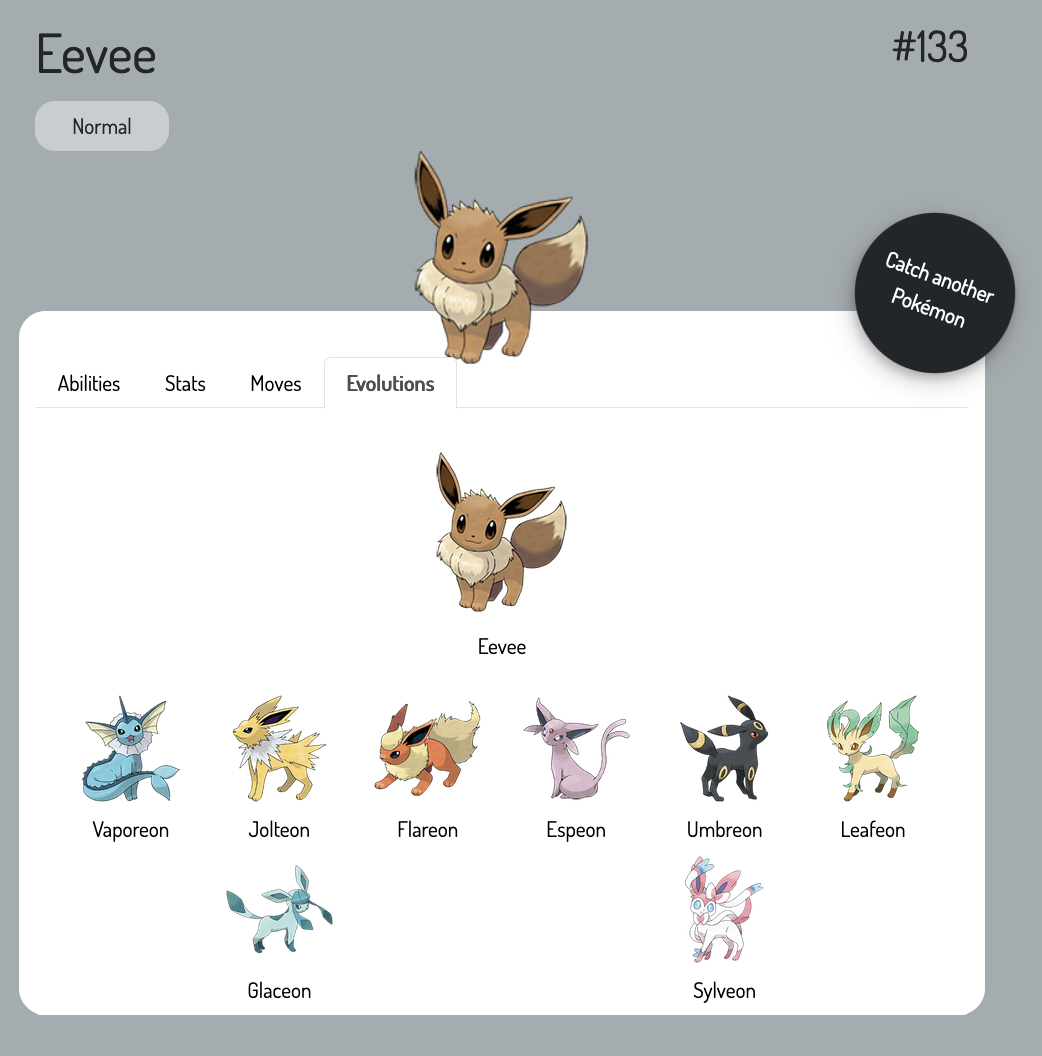 Eevee
#133
Normal
Catch another
Pokémon
Abilities Stats Moves Evolutions
Eevee
Vaporeon Jolteon Flareon Espeon Umbreon Leafeon
Glaceon Sylveon